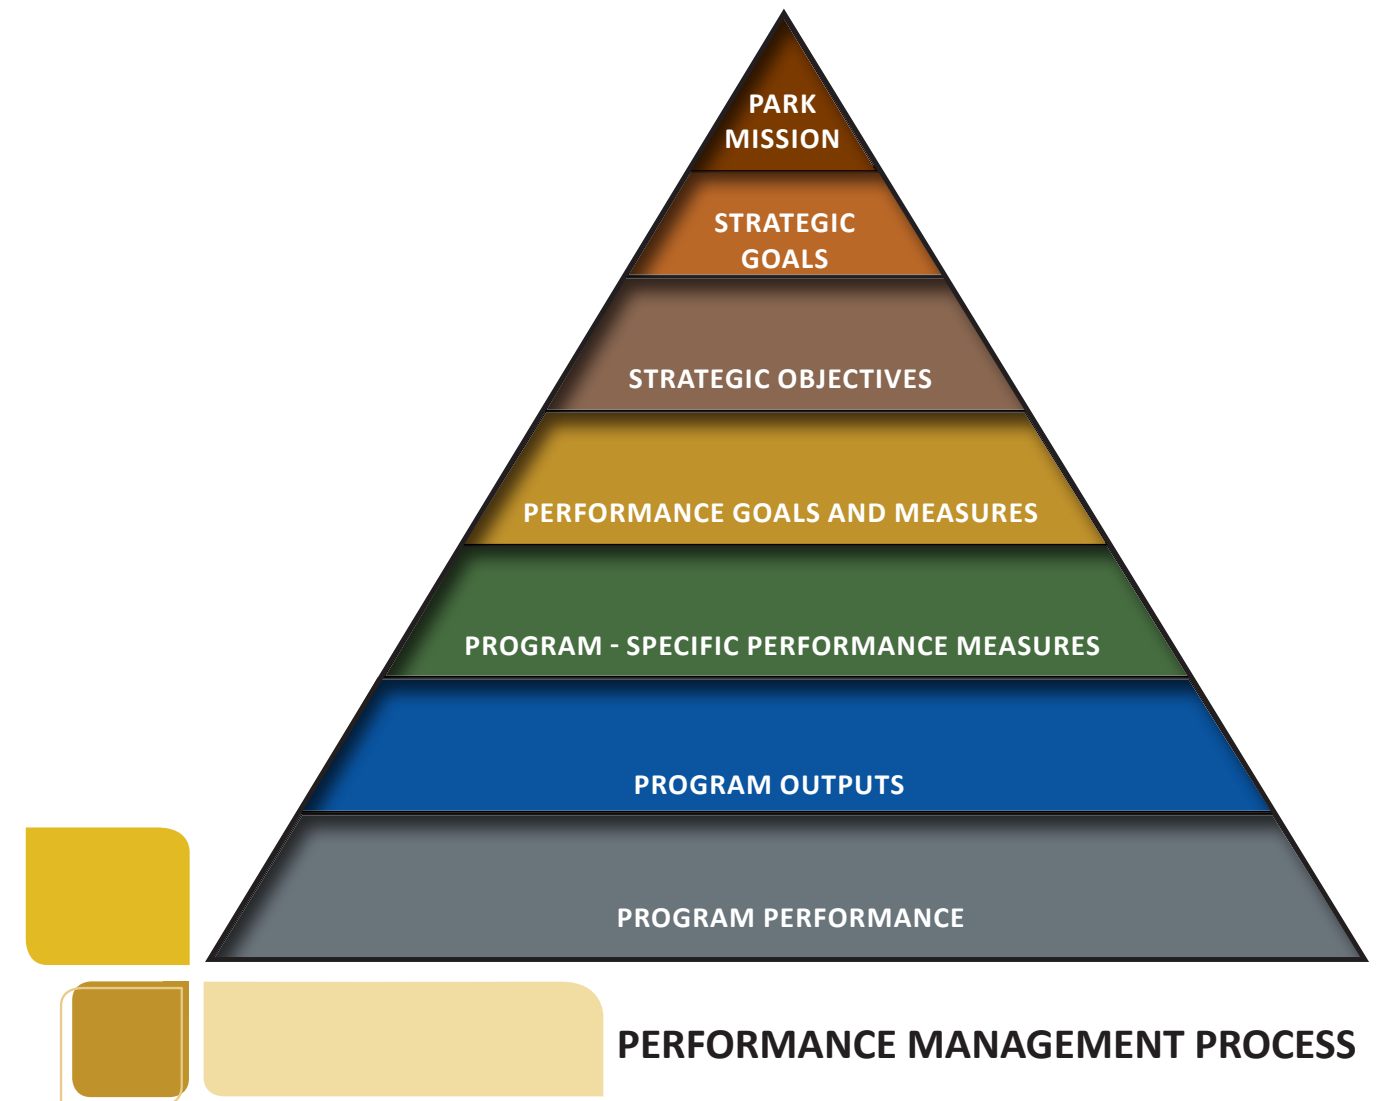 PARK
MISSION
STRATEGIC
GOALS
STRATEGIC OBJECTIVES
PERFORMANCE GOALS AND MEASURES
PROGRAM - SPECIFIC PERFORMANCE MEASURES
PROGRAM OUTPUTS
PROGRAM PERFORMANCE
PERFORMANCE MANAGEMENT PROCESS